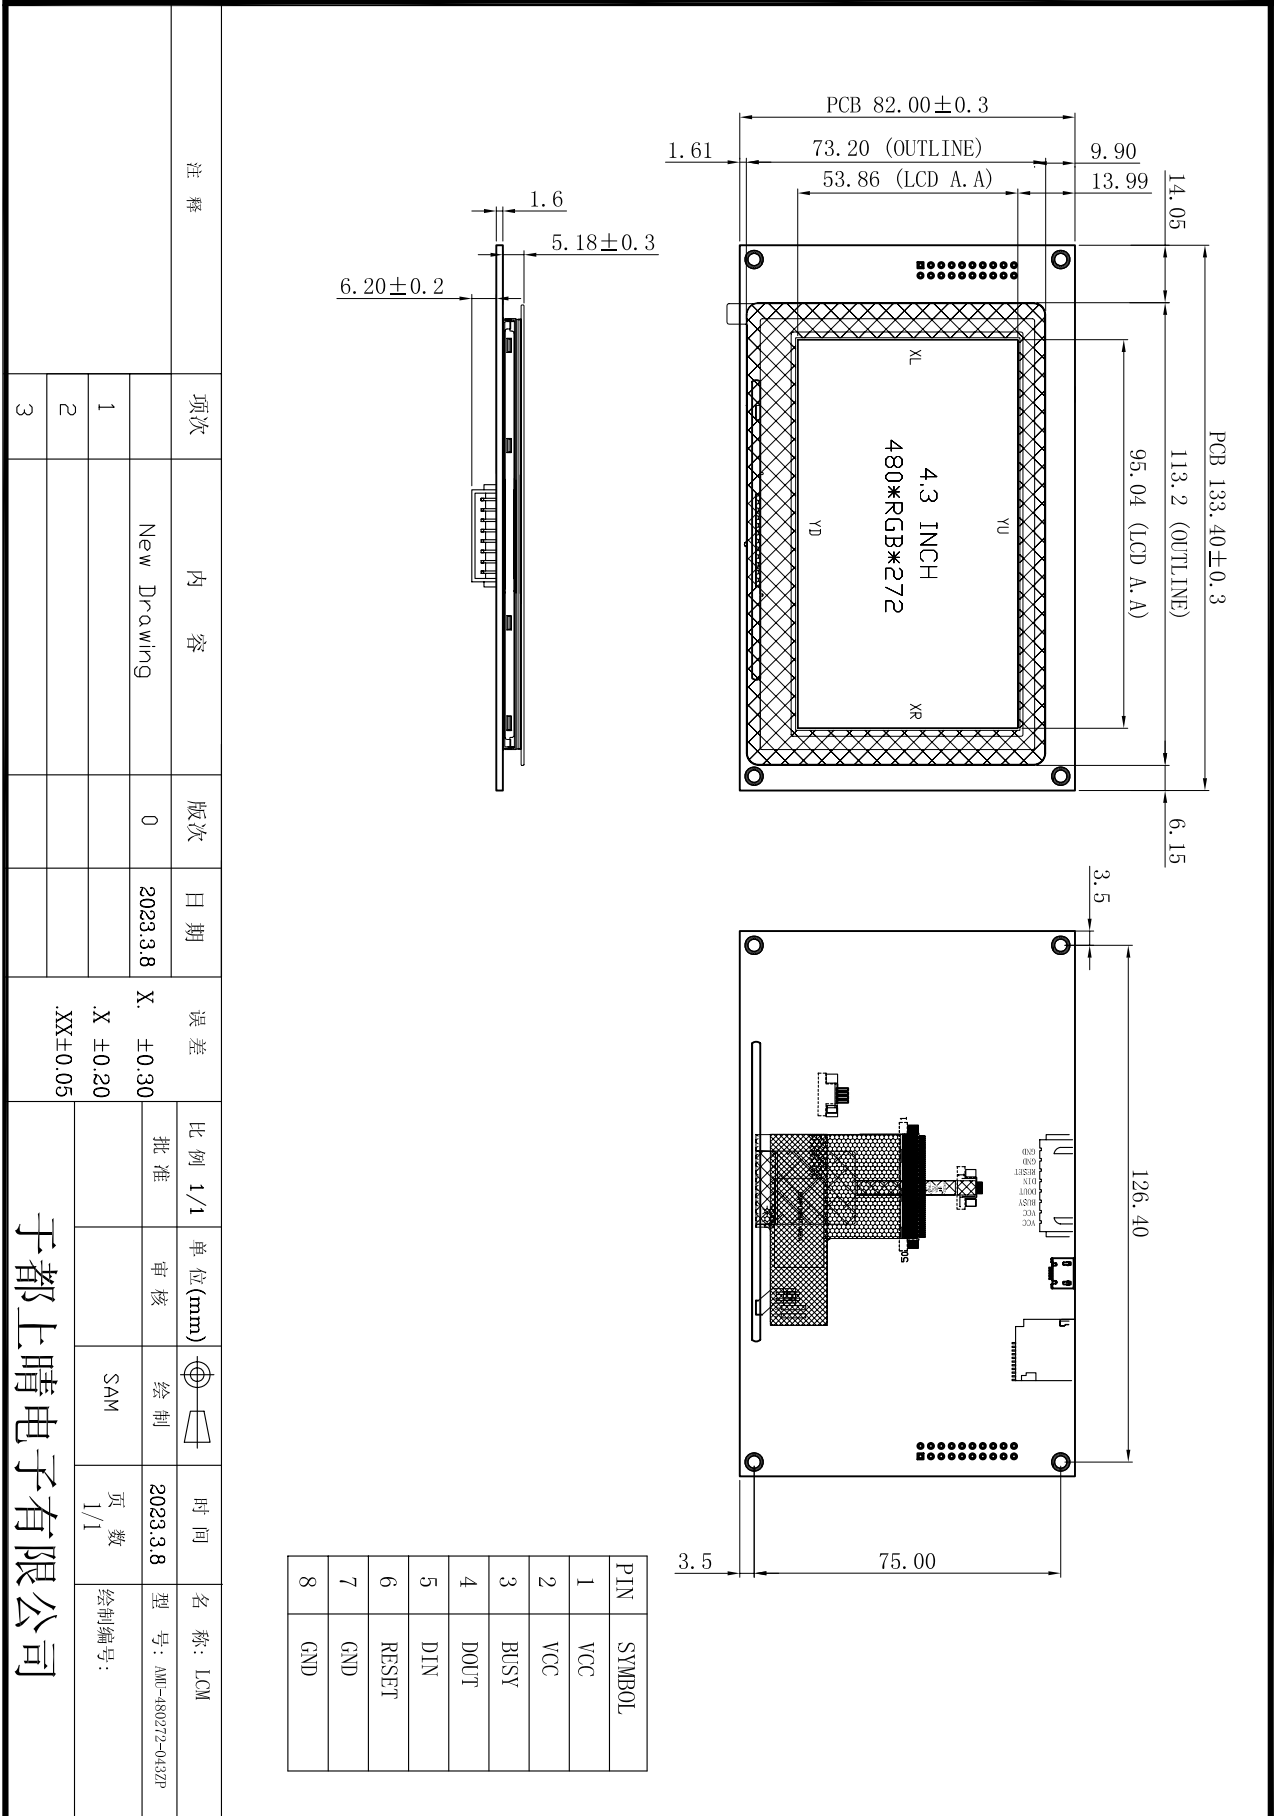 PCB 82.00±0.3
73.20 (OUTLINE)
53.86 (LCD A.A)
1.61
9.90
13.99
14.05
PCB 133.40±0.3
113.2 (OUTLINE)
95.04 (LCD A.A)
6.15
XL
YU
4.3 INCH
480*RGB*272
YD
XR
1.6
5.18±0.3
6.20±0.2
3.5
126.40
75.00
3.5
1
50
GND
GND
RESET
DIN
DOUT
BUSY
VCC
VCC
PIN SYMBOL
1 VCC
2 VCC
3 BUSY
4 DOUT
5 DIN
6 RESET
7 GND
8 GND
注 释
项次 内 容 版次 日 期
New Drawing 0 2023.3.8
1
2
3
误 差
X. ±0.30
.X ±0.20
.XX±0.05
比 例 1/1 单 位(mm) 时 间 名 称: LCM
批 准 审 核 绘 制 2023.3.8 型 号: AMU-480272-043ZP
SAM 页 数 绘制编号:
1/1
于都上晴电子有限公司